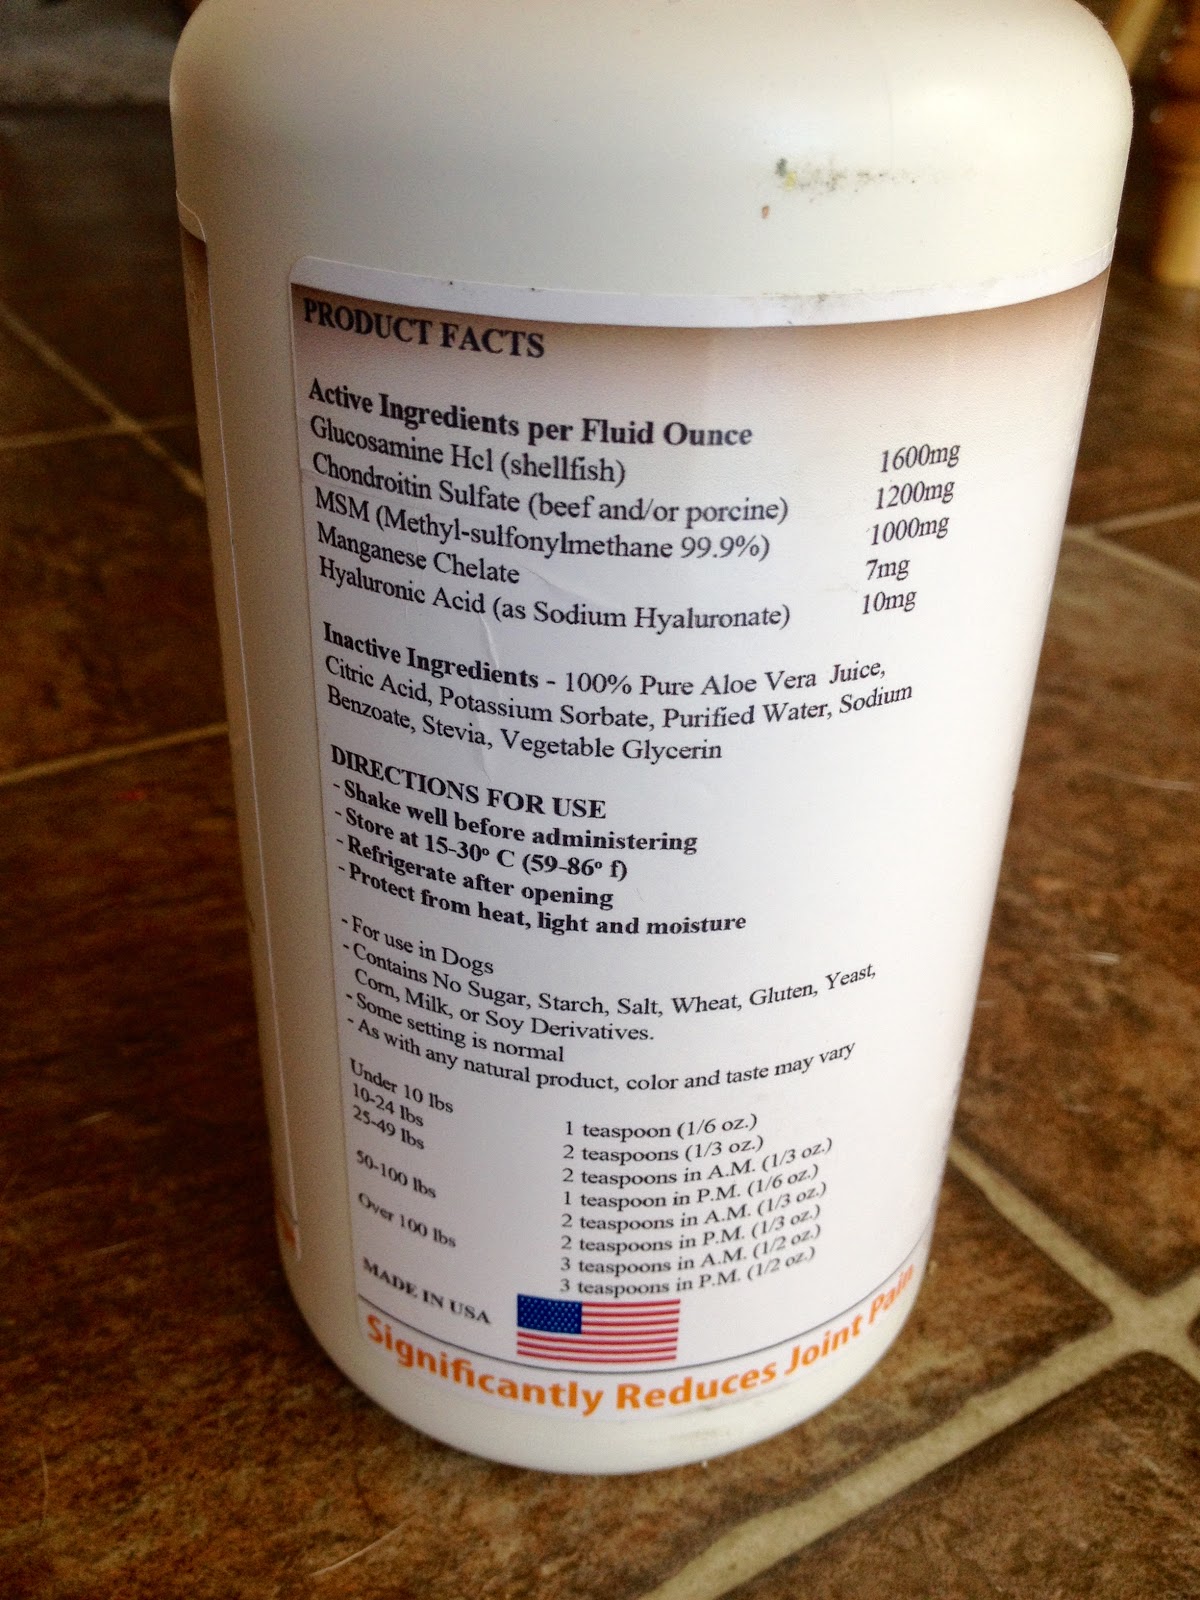 PRODUCT FACTS
Active Ingredients per Fluid Ounce
Glucosamine Hcl (shellfish) 1600mg
Chondroitin Sulfate (beef and/or porcine) 1200mg
MSM (Methyl-sulfonylmethane 99.9%) 1000mg
Manganese Chelate 7mg
Hyaluronic Acid (as Sodium Hyaluronate) 10mg
Inactive Ingredients - 100% Pure Aloe Vera Juice,
Citric Acid, Potassium Sorbate, Purified Water, Sodium
Benzoate, Stevia, Vegetable Glycerin
DIRECTIONS FOR USE
- Shake well before administering
- Store at 15-30º C (59-86º f)
- Refrigerate after opening
- Protect from heat, light and moisture
- For use in Dogs
- Contains No Sugar, Starch, Salt, Wheat, Gluten, Yeast,
Corn, Milk, or Soy Derivatives.
- Some setting is normal
- As with any natural product, color and taste may vary
Under 10 lbs 1 teaspoon (1/6 oz.)
10-24 lbs 2 teaspoons (1/3 oz.)
25-49 lbs 2 teaspoons in A.M. (1/3 oz.)
1 teaspoon in P.M. (1/6 oz.)
50-100 lbs 2 teaspoons in A.M. (1/3 oz.)
2 teaspoons in P.M. (1/3 oz.)
Over 100 lbs 3 teaspoons in A.M. (1/2 oz.)
3 teaspoons in P.M. (1/2 oz.)
MADE IN USA
Significantly Reduces Joint Pain